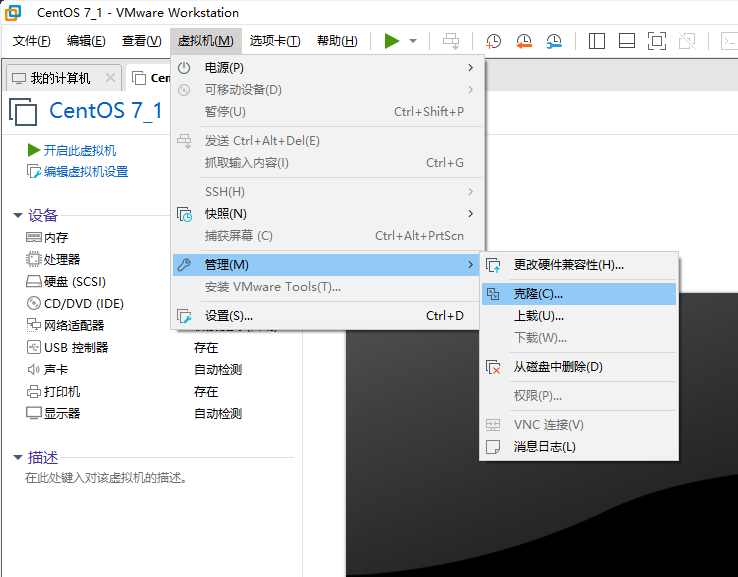 CentOS 7_1 - VMware Workstation
文件(F) 编辑(E) 查看(V) 虚拟机(M) 选项卡(T) 帮助(H)
我的计算机 Cen
CentOS 7_1
开启此虚拟机
编辑虚拟机设置
设备
内存
处理器
硬盘 (SCSI)
CD/DVD (IDE)
网络适配器
USB 控制器 存在
声卡 自动检测
打印机 存在
显示器 自动检测
描述
在此处键入对该虚拟机的描述。
电源(P)
可移动设备(D)
暂停(U) Ctrl+Shift+P
发送 Ctrl+Alt+Del(E)
抓取输入内容(I) Ctrl+G
SSH(H)
快照(N)
捕获屏幕 (C) Ctrl+Alt+PrtScn
管理(M)
安装 VMware Tools(T)...
设置(S)... Ctrl+D
更改硬件兼容性(H)...
克隆(C)...
上载(U)...
下载(W)...
从磁盘中删除(D)
权限(P)...
VNC 连接(V)
消息日志(L)